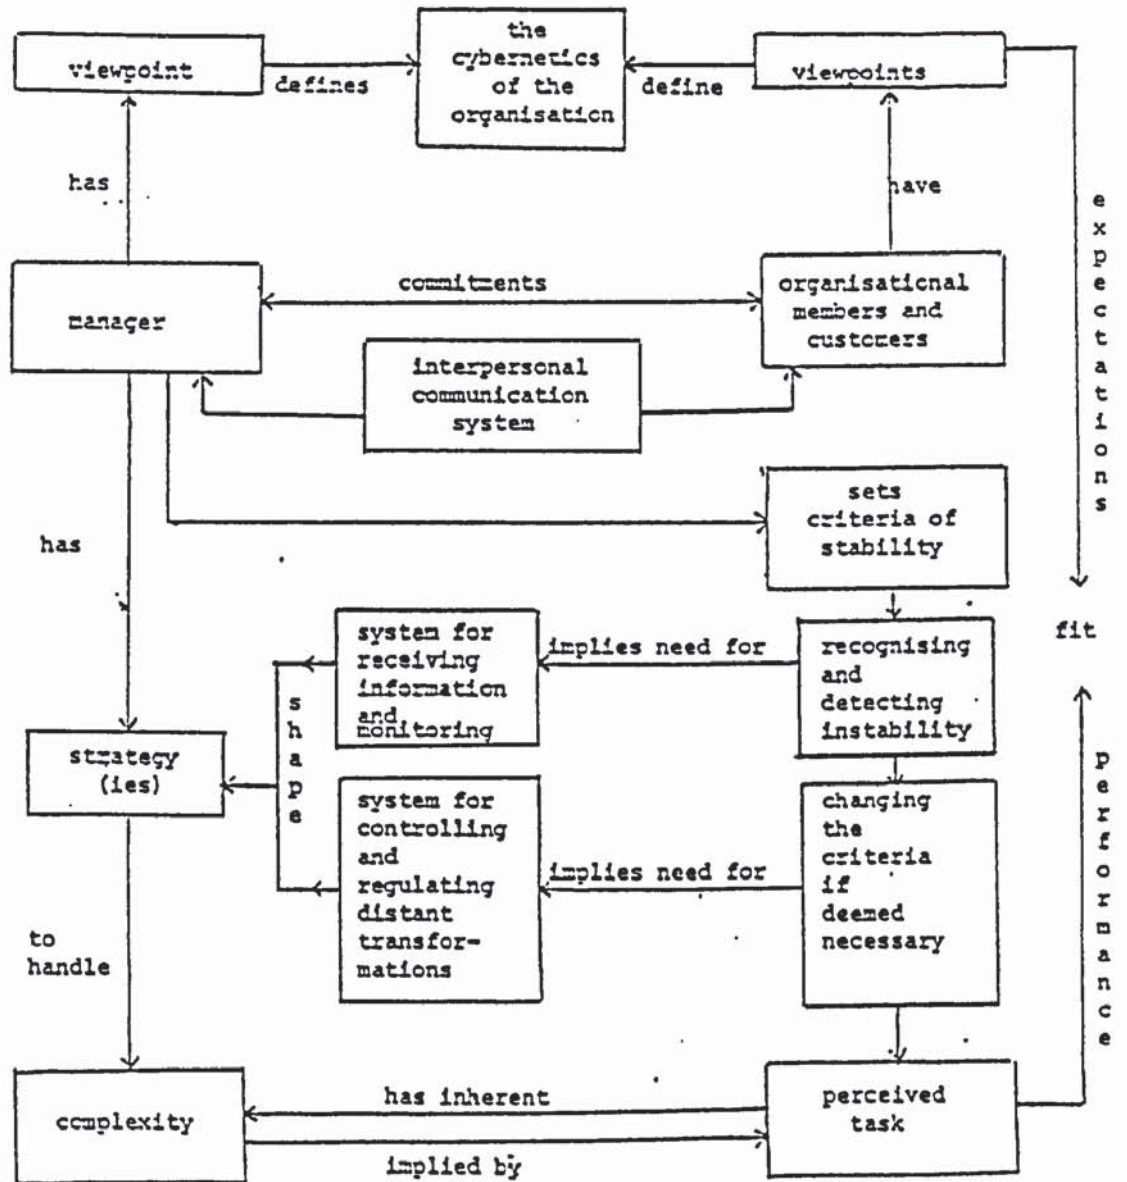 the
cybernetics
of the
organisation
viewpoint
defines
define
viewpoints
has
have
commitments
manager
organisational
members and
customers
interpersonal
communication
system
expectations
sets
criteria of
stability
has
system for
receiving
information
and
monitoring
implies need for
recognising
and
detecting
instability
fit
shape
strategy
(ies)
system for
controlling
and
regulating
distant
transfor-
mations
implies need for
changing
the
criteria
if
deemed
necessary
performance
to
handle
complexity
has inherent
implied by
perceived
task